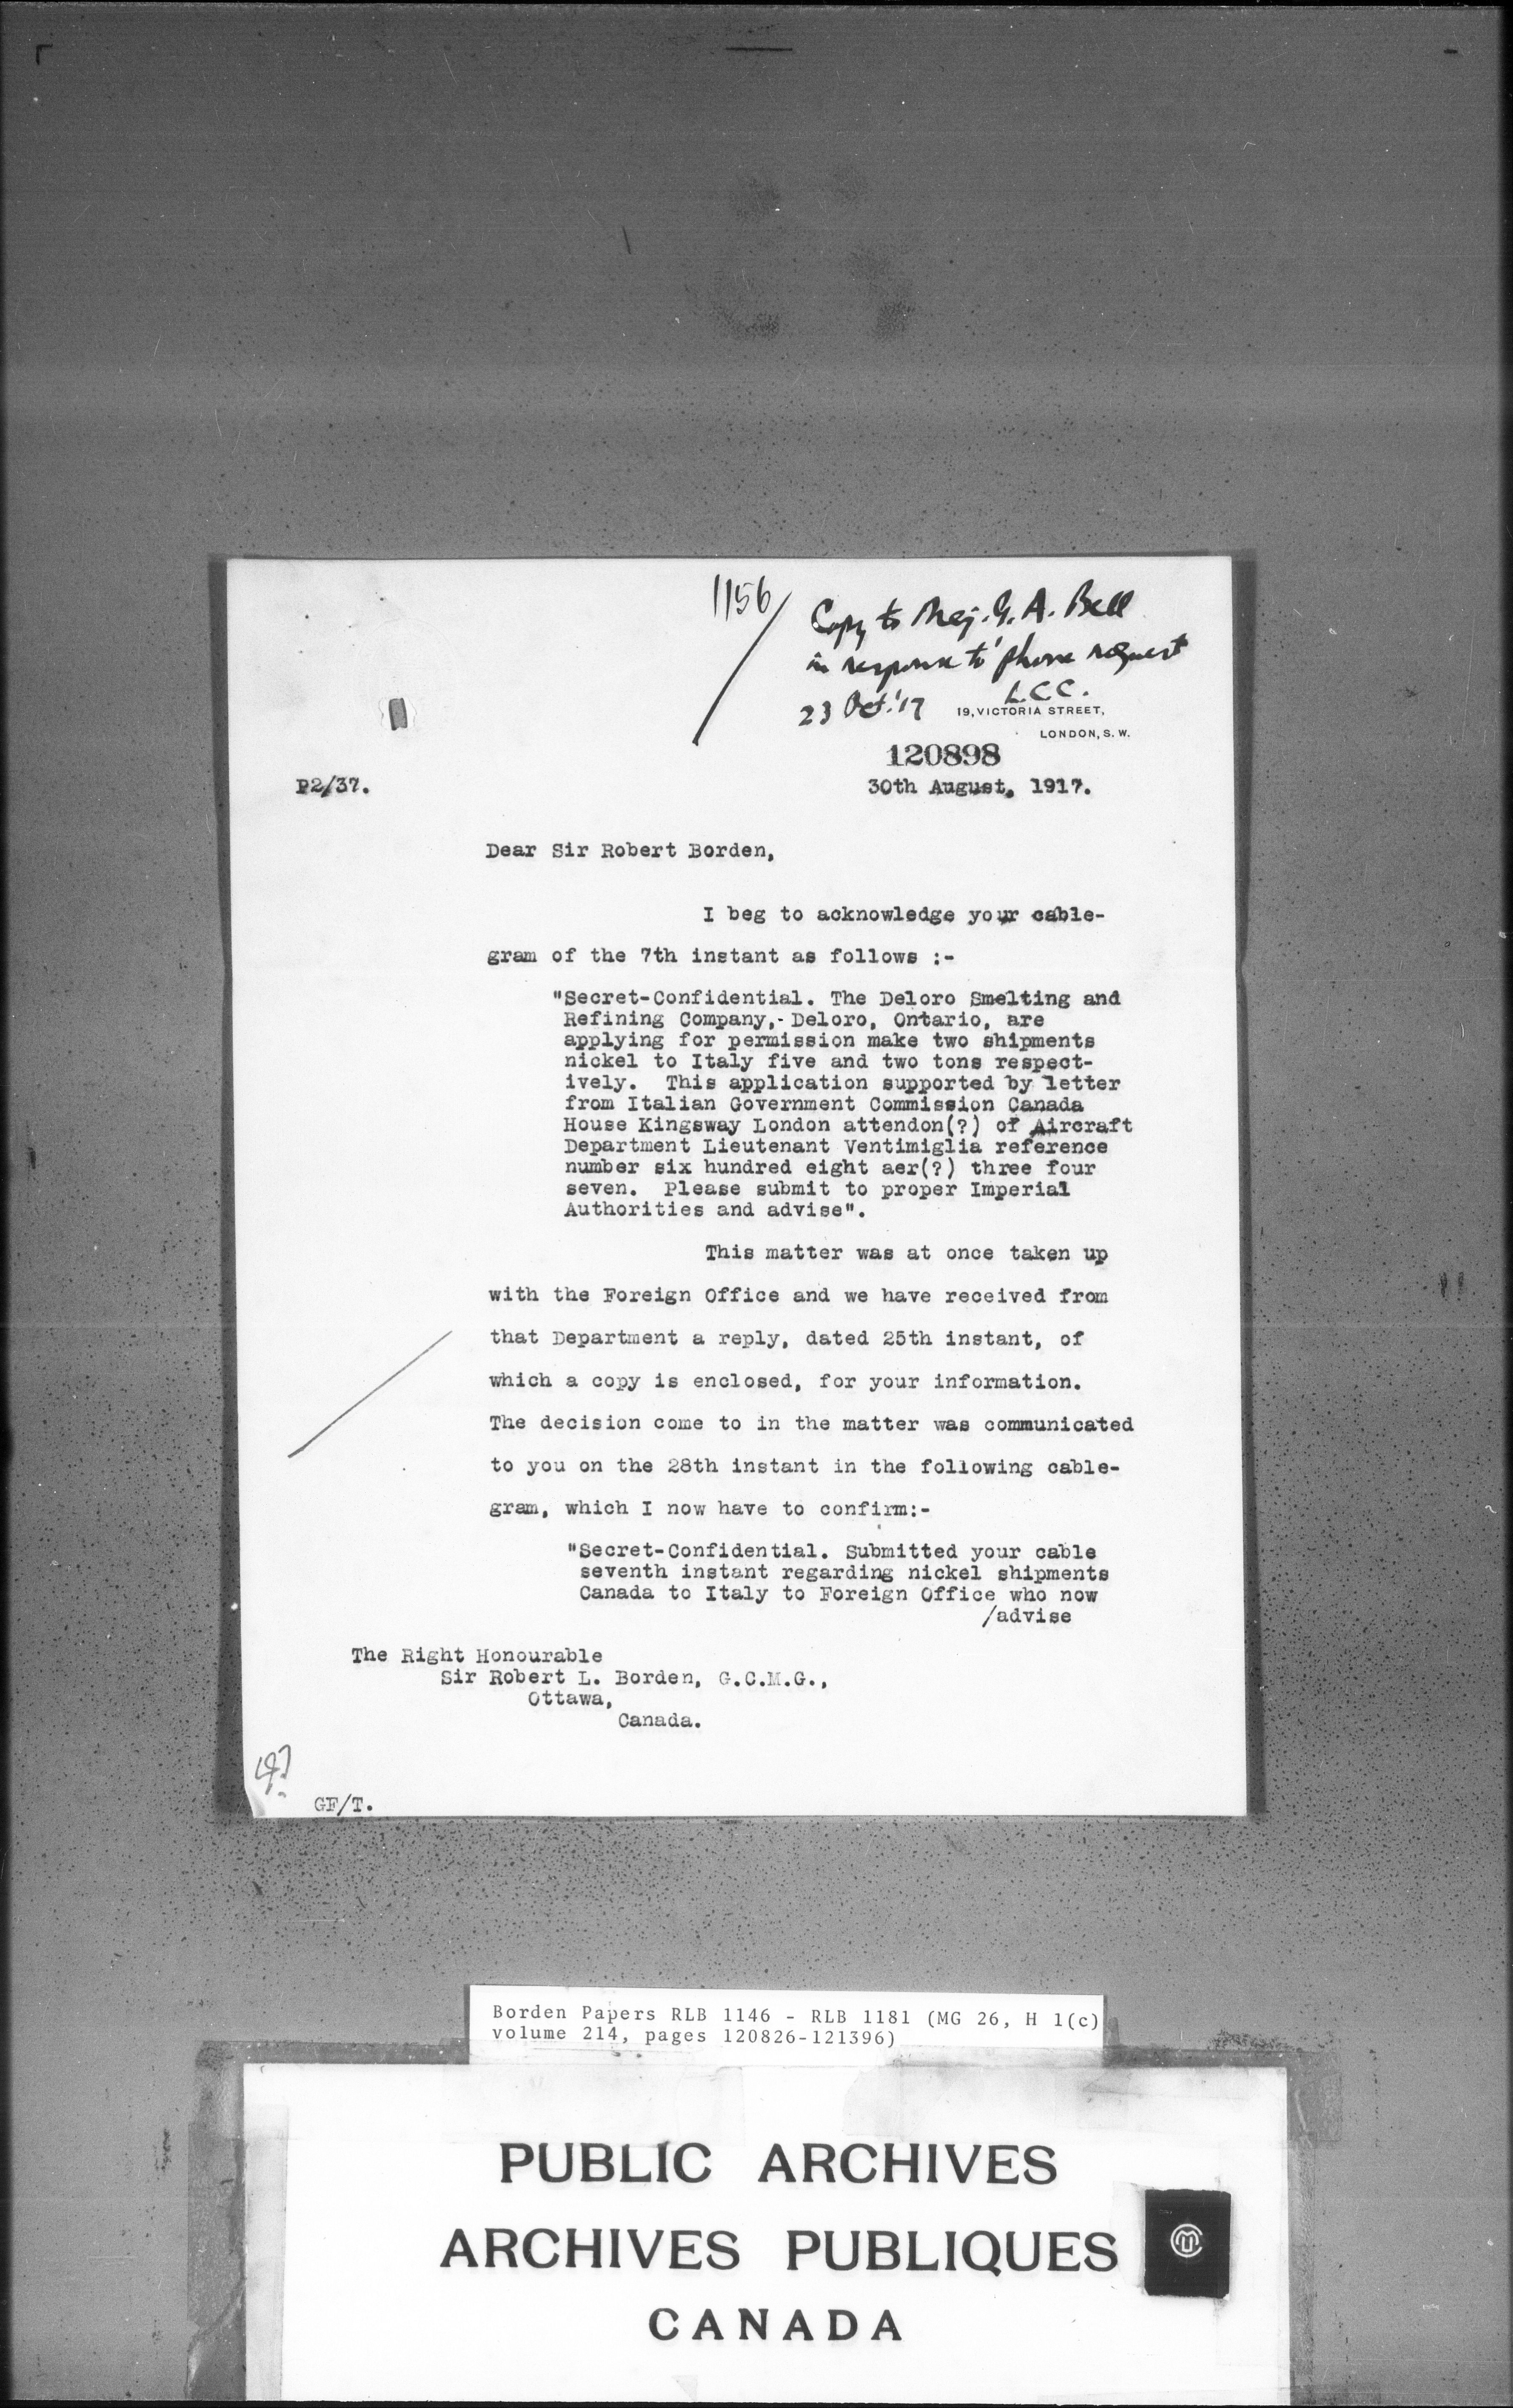 1156
Copy to Maj. G. A. Bell
in response to 'phone request
L.C.C.
23 Oct. '17
19, VICTORIA STREET,
LONDON, S. W.
120898
P2/37.
30th August, 1917.
Dear Sir Robert Borden,
I beg to acknowledge your cable-
gram of the 7th instant as follows :-
"Secret-Confidential. The Deloro Smelting and
Refining Company,- Deloro, Ontario, are
applying for permission make two shipments
nickel to Italy five and two tons respect-
ively. This application supported by letter
from Italian Government Commission Canada
House Kingsway London attendon(?) of Aircraft
Department Lieutenant Ventimiglia reference
number six hundred eight aer(?) three four
seven. Please submit to proper Imperial
Authorities and advise".
This matter was at once taken up
with the Foreign Office and we have received from
that Department a reply, dated 25th instant, of
which a copy is enclosed, for your information.
The decision come to in the matter was communicated
to you on the 28th instant in the following cable-
gram, which I now have to confirm:-
"Secret-Confidential. Submitted your cable
seventh instant regarding nickel shipments
Canada to Italy to Foreign Office who now
/advise
The Right Honourable
Sir Robert L. Borden, G.C.M.G.,
Ottawa,
Canada.
GF/T.
Borden Papers RLB 1146 - RLB 1181 (MG 26, H 1(c)
volume 214, pages 120826-121396)
PUBLIC ARCHIVES
ARCHIVES PUBLIQUES
CANADA